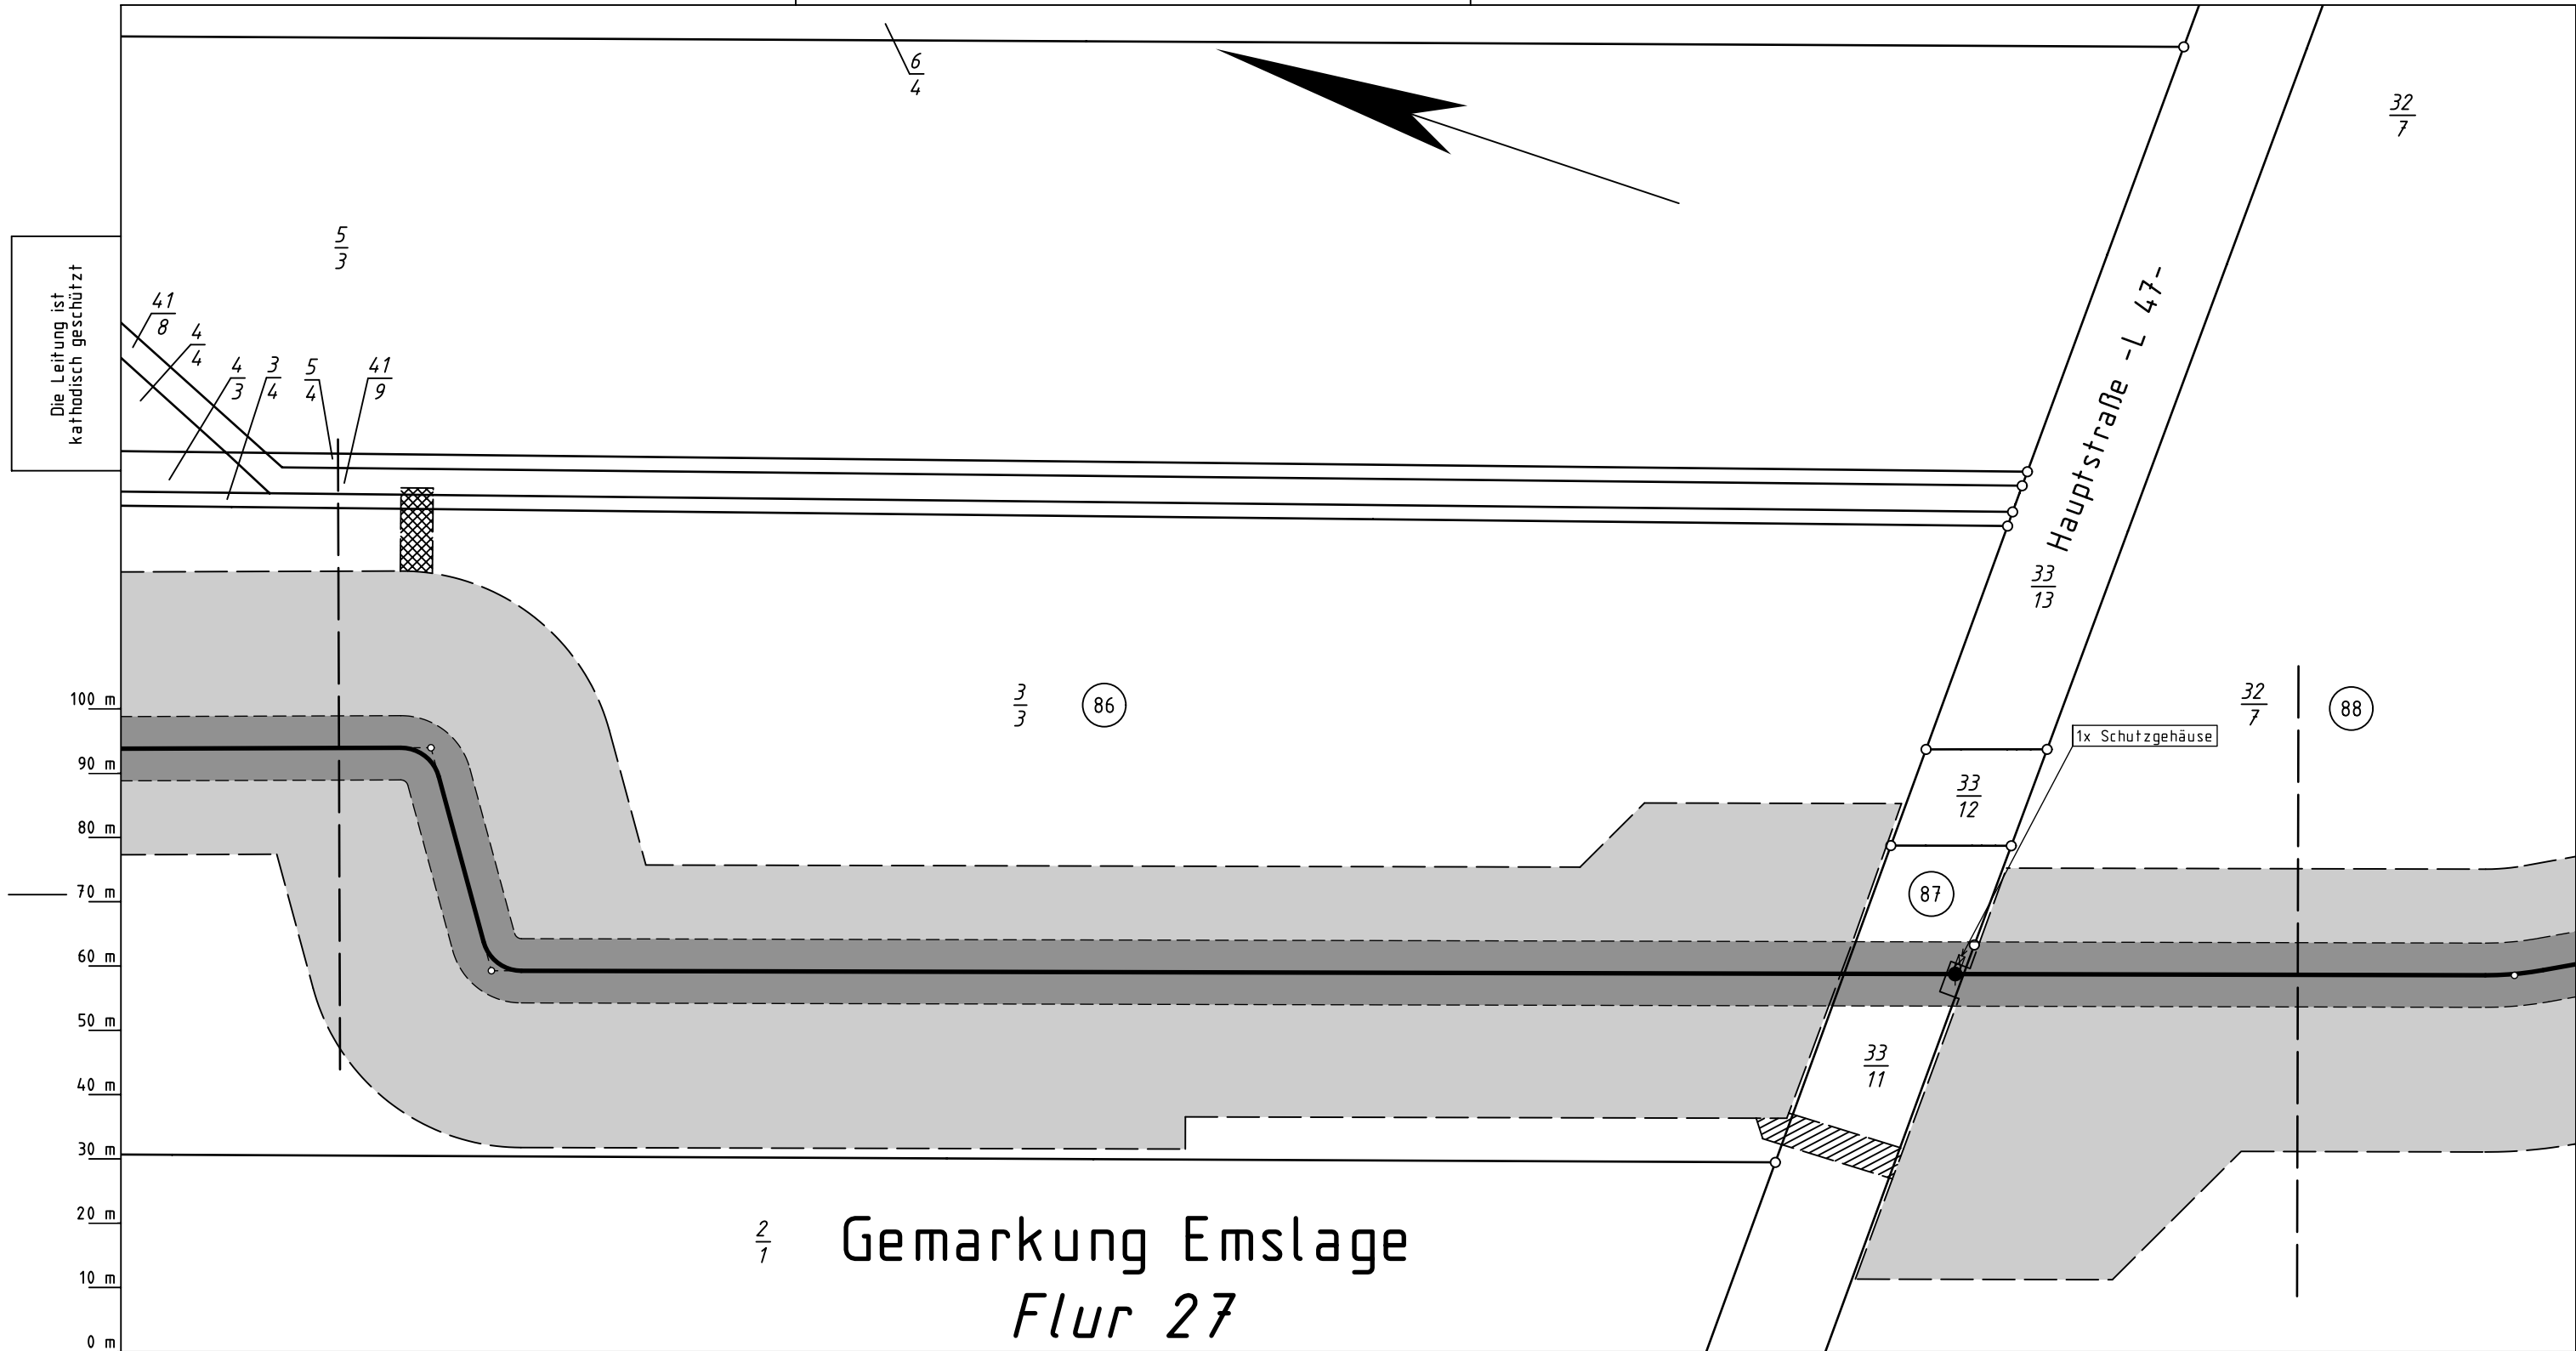 6
4
32
7
5
3
Die Leitung ist
kathodisch geschützt
41
8
4
4
4
3
3
4
5
4
41
9
Hauptstraße -L 47-
33
13
100 m
90 m
80 m
70 m
60 m
50 m
40 m
30 m
20 m
10 m
0 m
3
3
86
32
7
88
1x Schutzgehäuse
33
12
87
33
11
2
1
Gemarkung Emslage
Flur 27